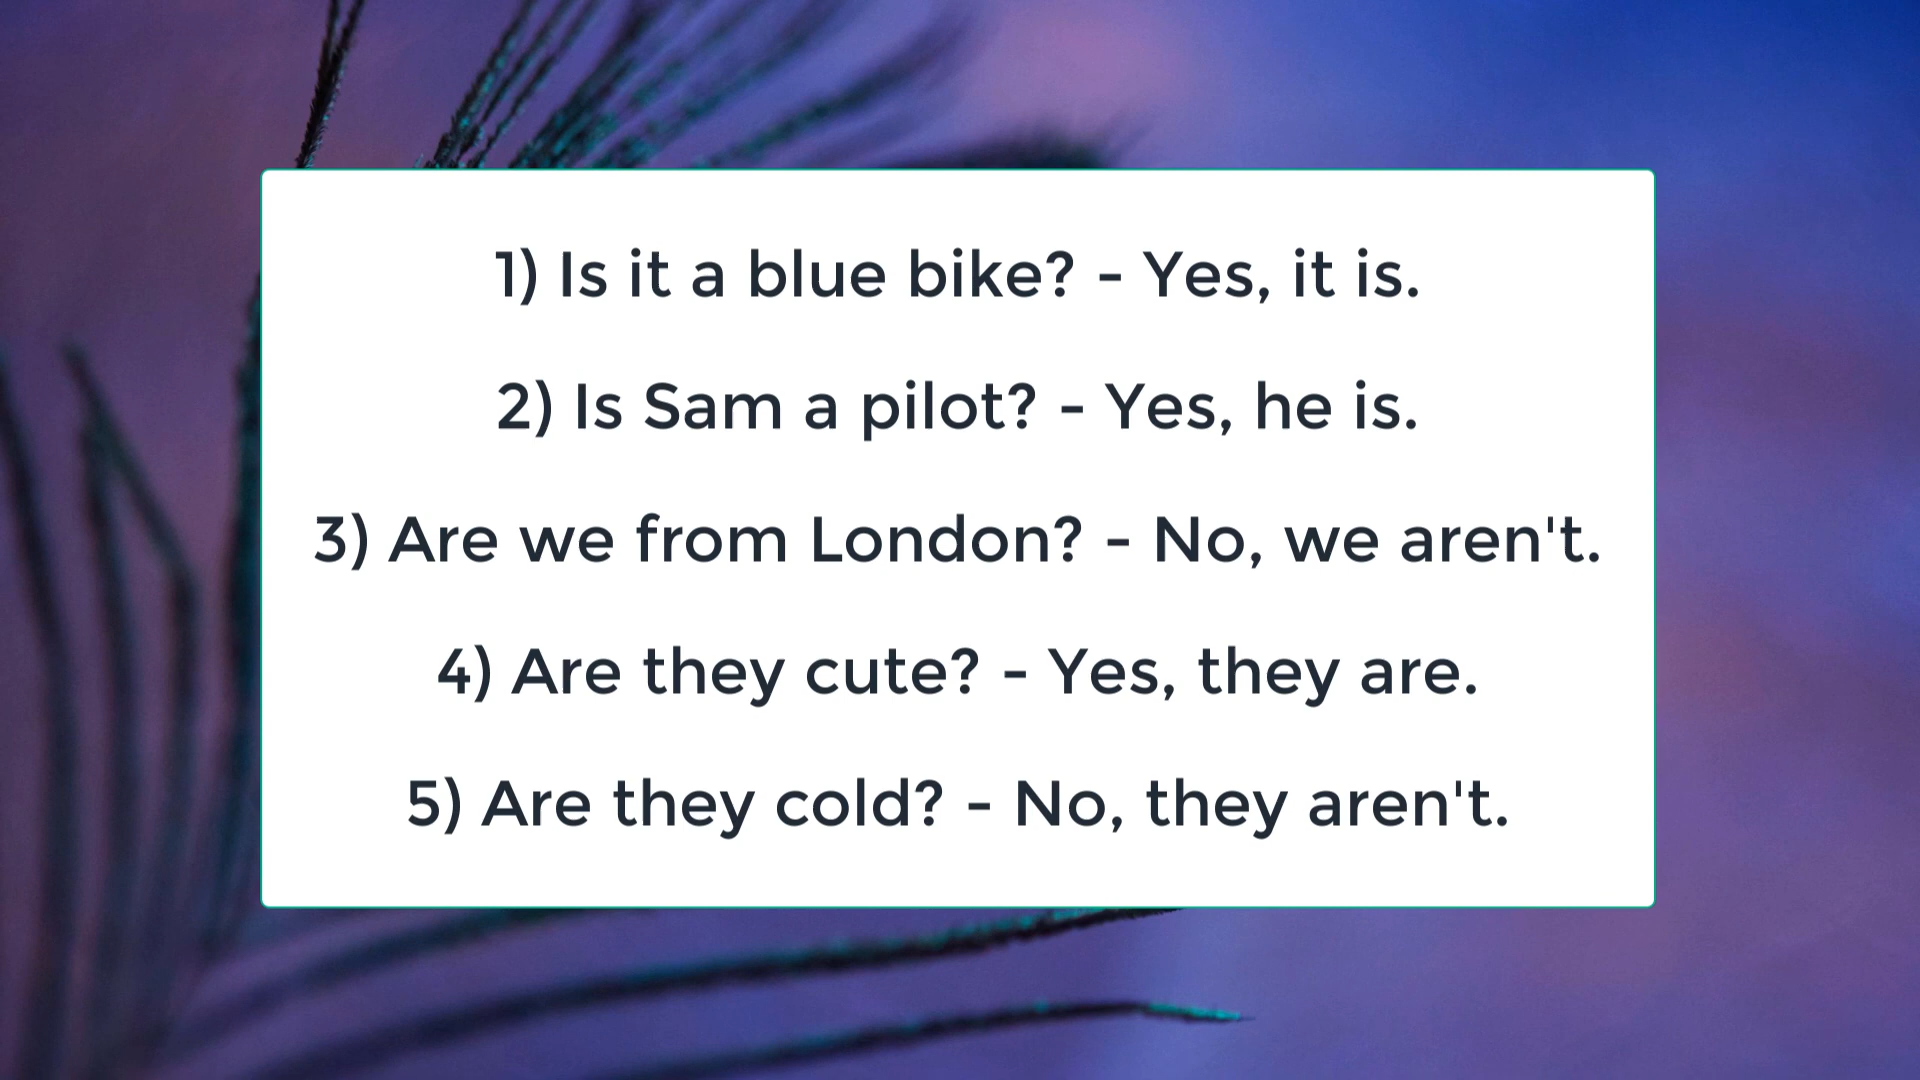 1) Is it a blue bike? - Yes, it is.
2) Is Sam a pilot? - Yes, he is.
3) Are we from London? - No, we aren't.
4) Are they cute? - Yes, they are.
5) Are they cold? - No, they aren't.